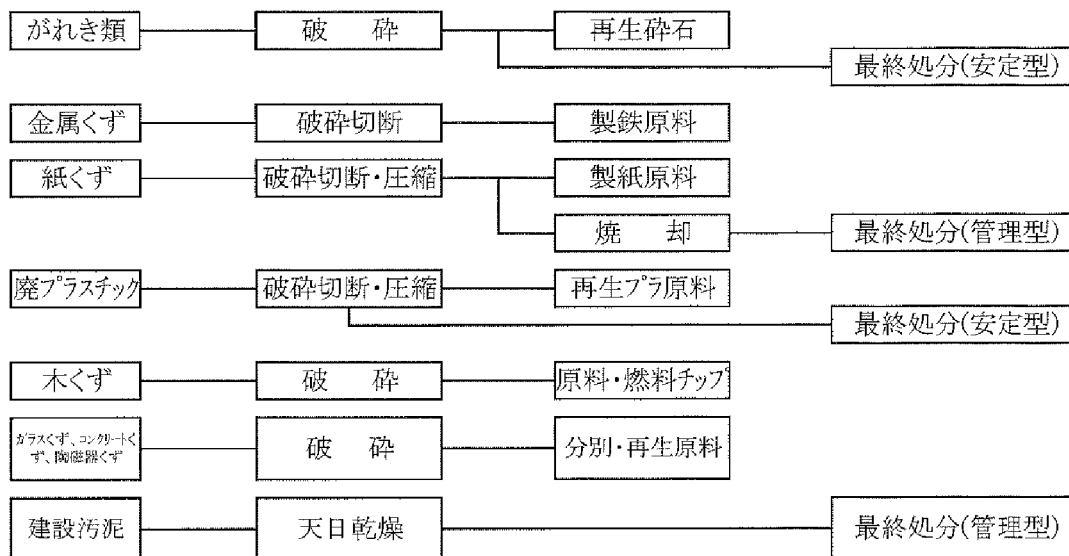 がれき類
破　砕
再生砕石
最終処分(安定型)
金属くず
破砕切断
製鉄原料
紙くず
破砕切断・圧縮
製紙原料
焼　却
最終処分(管理型)
廃プラスチック
破砕切断・圧縮
再生プラ原料
最終処分(安定型)
木くず
破　砕
原料・燃料チップ
ガラスくず、コンクリートく
ず、陶磁器くず
破　砕
分別・再生原料
建設汚泥
天日乾燥
最終処分(管理型)